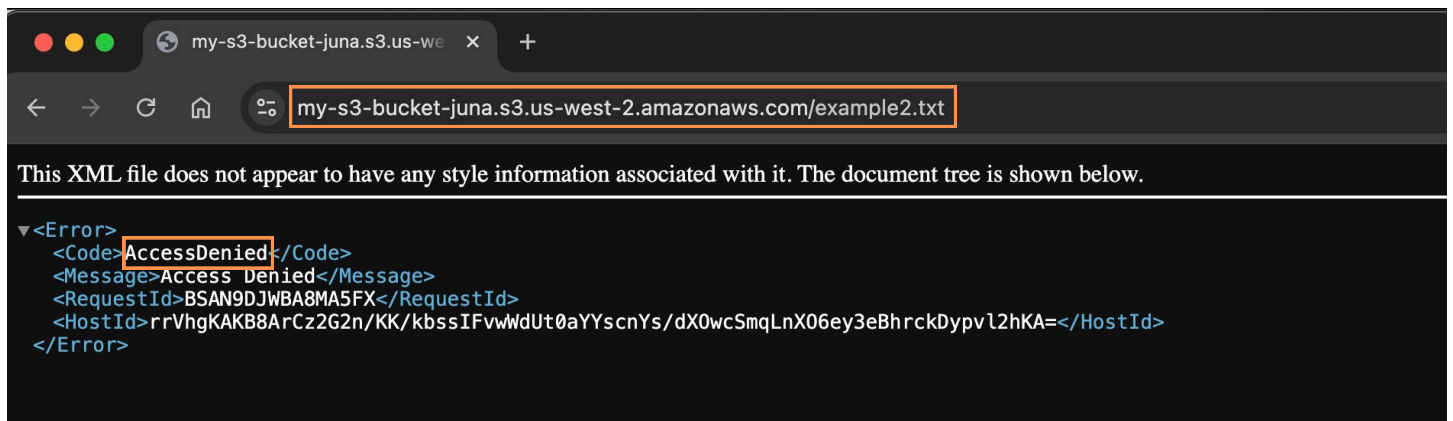 my-s3-bucket-juna.s3.us-we
my-s3-bucket-juna.s3.us-west-2.amazonaws.com/example2.txt
This XML file does not appear to have any style information associated with it. The document tree is shown below.
<Error>
<Code>AccessDenied</Code>
<Message>Access Denied</Message>
<RequestId>BSAN9DJWBA8MA5FX</RequestId>
<HostId>rrVhgKAKB8ArCz2G2n/KK/kbssIFvwWdUt0aYYscnYs/dXOwcSmqLnXO6ey3eBhrckDypvl2hKA=</HostId>
</Error>